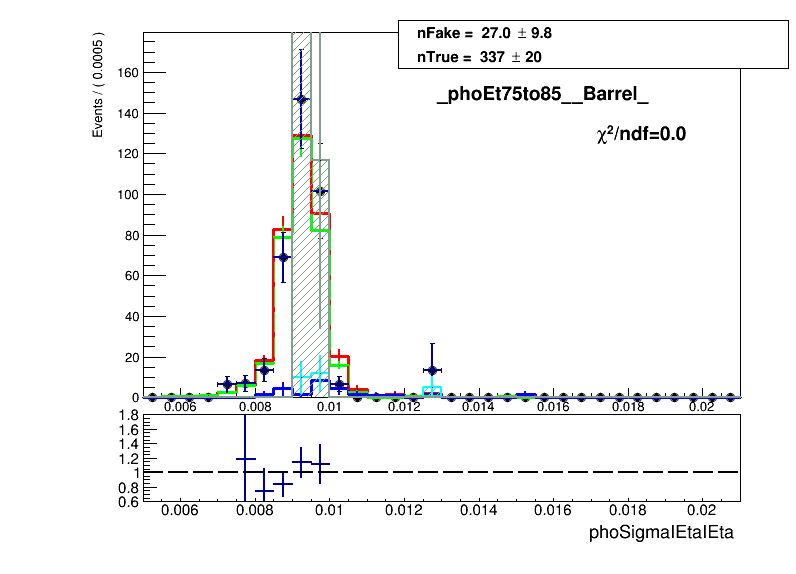 nFake = 27.0 ± 9.8
nTrue = 337 ± 20
_phoEt75to85__Barrel_
χ²/ndf=0.0
Events / ( 0.0005 )
160
140
120
100
80
60
40
20
0
0.006 0.008 0.01 0.012 0.014 0.016 0.018 0.02
1.8
1.6
1.4
1.2
1
0.8
0.6
0.006 0.008 0.01 0.012 0.014 0.016 0.018 0.02
phoSigmaIEtaIEta